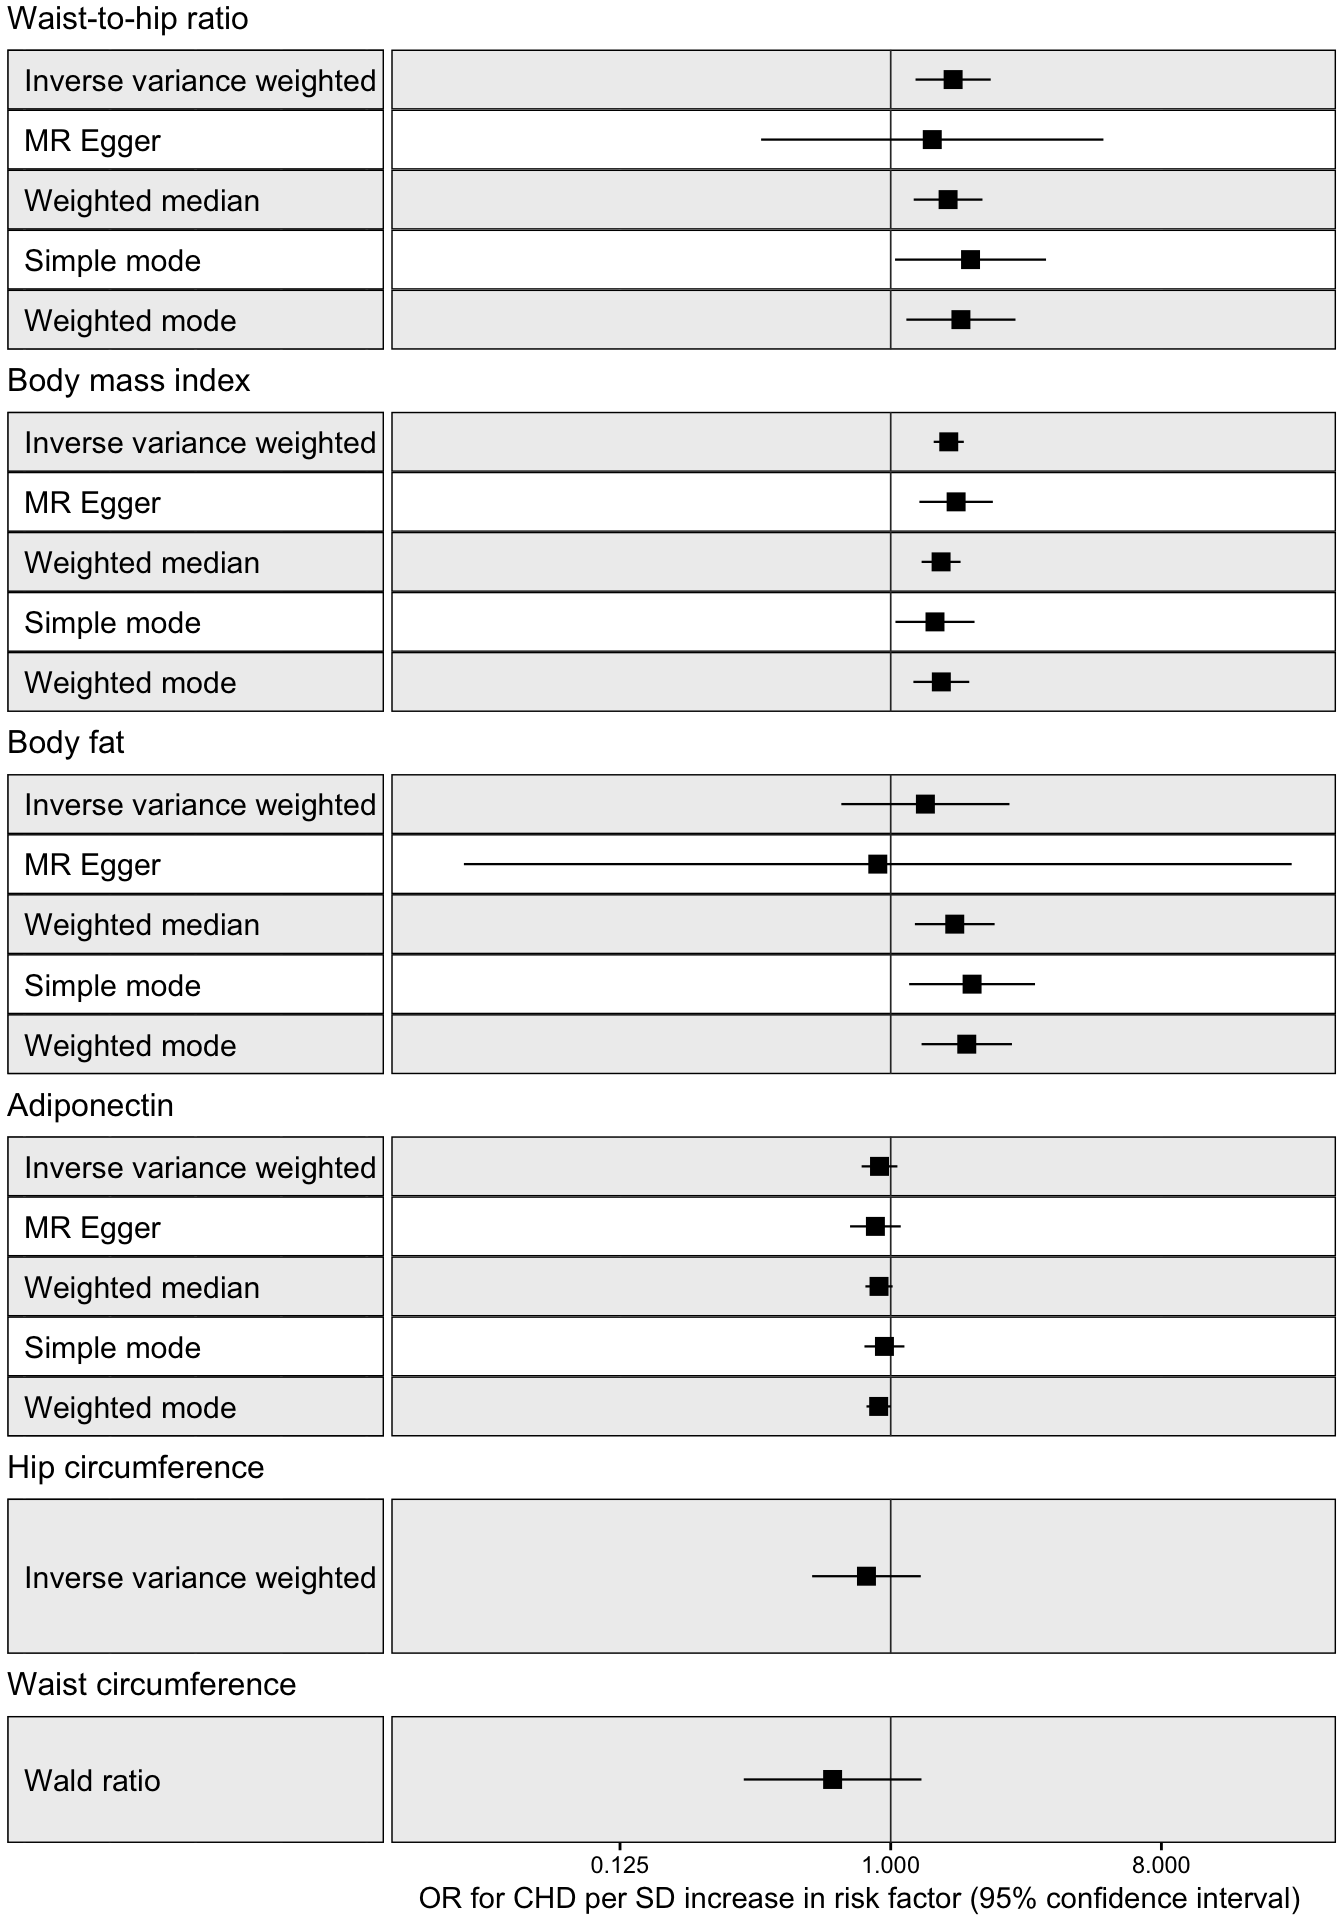 Waist-to-hip ratio
Inverse variance weighted
MR Egger
Weighted median
Simple mode
Weighted mode
Body mass index
Inverse variance weighted
MR Egger
Weighted median
Simple mode
Weighted mode
Body fat
Inverse variance weighted
MR Egger
Weighted median
Simple mode
Weighted mode
Adiponectin
Inverse variance weighted
MR Egger
Weighted median
Simple mode
Weighted mode
Hip circumference
Inverse variance weighted
Waist circumference
Wald ratio
0.125 1.000 8.000
OR for CHD per SD increase in risk factor (95% confidence interval)